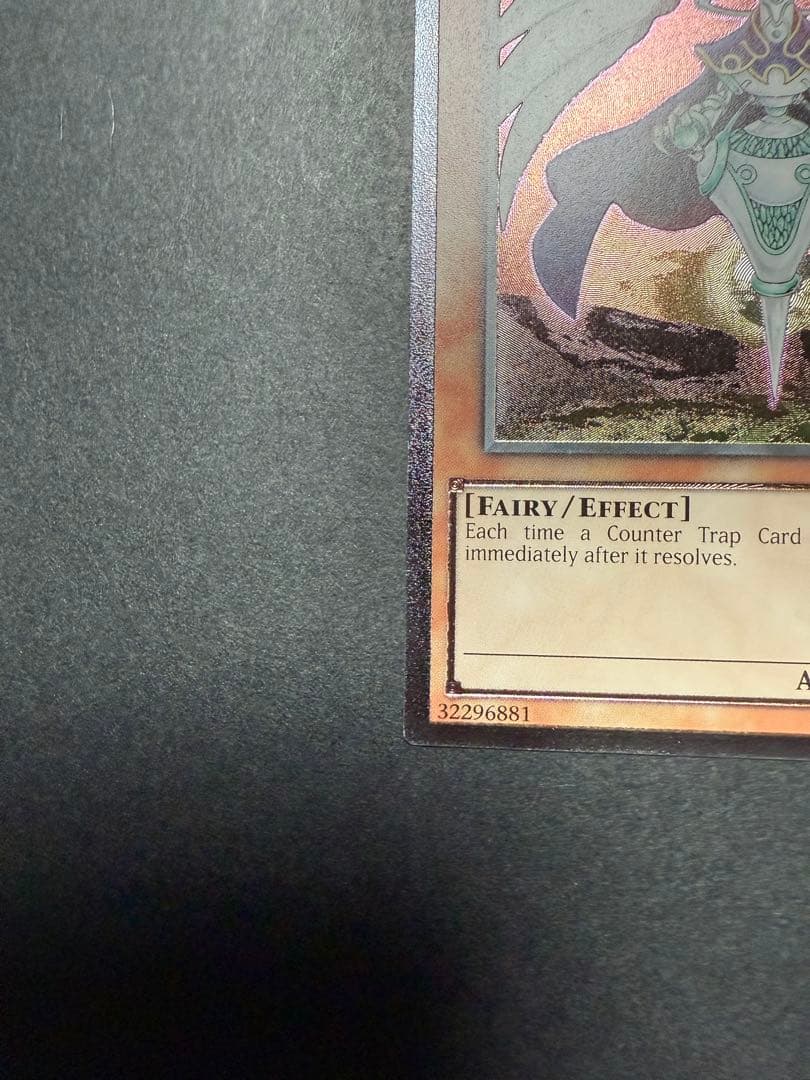 [FAIRY/EFFECT]
Each time a Counter Trap Card
immediately after it resolves.
A
32296881